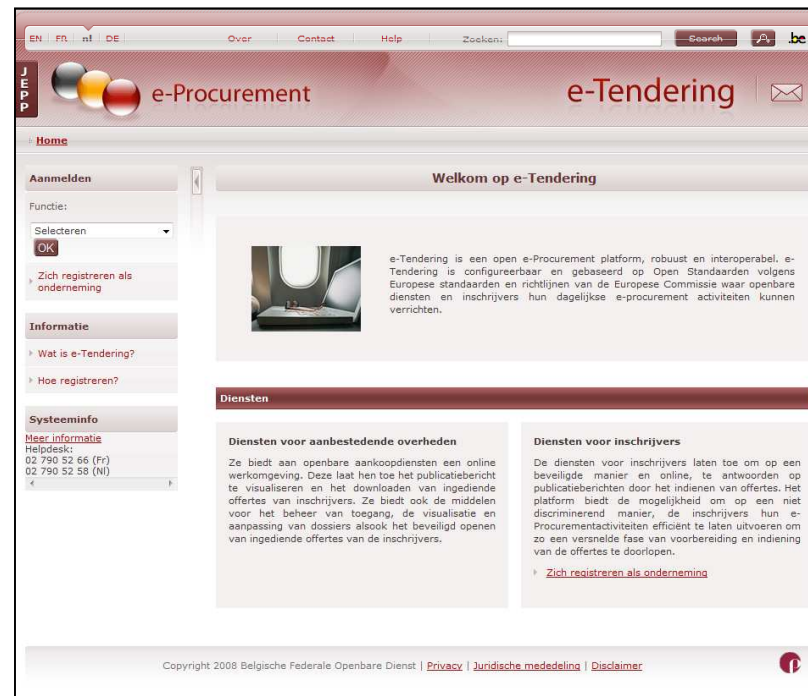 EN FR nl DE Over Contact Help Zoeken: Search .be
JEPP
e-Procurement
e-Tendering
Home
Aanmelden
Functie:
Selecteren
OK
Zich registreren als
onderneming
Informatie
Wat is e-Tendering?
Hoe registreren?
Systeeminfo
Meer informatie
Helpdesk:
02 790 52 66 (Fr)
02 790 52 58 (Nl)
Welkom op e-Tendering
e-Tendering is een open e-Procurement platform, robuust en interoperabel. e-
Tendering is configureerbaar en gebaseerd op Open Standaarden volgens
Europese standaarden en richtlijnen van de Europese Commissie waar openbare
diensten en inschrijvers hun dagelijkse e-procurement activiteiten kunnen
verrichten.
Diensten
Diensten voor aanbestedende overheden
Ze biedt aan openbare aankoopdiensten een online
werkomgeving. Deze laat hen toe het publicatiebericht
te visualiseren en het downloaden van ingediende
offertes van inschrijvers. Ze biedt ook de middelen
voor het beheer van toegang, de visualisatie en
aanpassing van dossiers alsook het beveiligd openen
van ingediende offertes van de inschrijvers.
Diensten voor inschrijvers
De diensten voor inschrijvers laten toe om op een
beveiligde manier en online, te antwoorden op
publicatieberichten door het indienen van offertes. Het
platform biedt de mogelijkheid om op een niet
discriminerend manier, de inschrijvers hun e-
Procurementactiviteiten efficiënt te laten uitvoeren om
zo een versnelde fase van voorbereiding en indiening
van de offertes te doorlopen.
Zich registreren als onderneming
Copyright 2008 Belgische Federale Openbare Dienst | Privacy | Juridische mededeling | Disclaimer